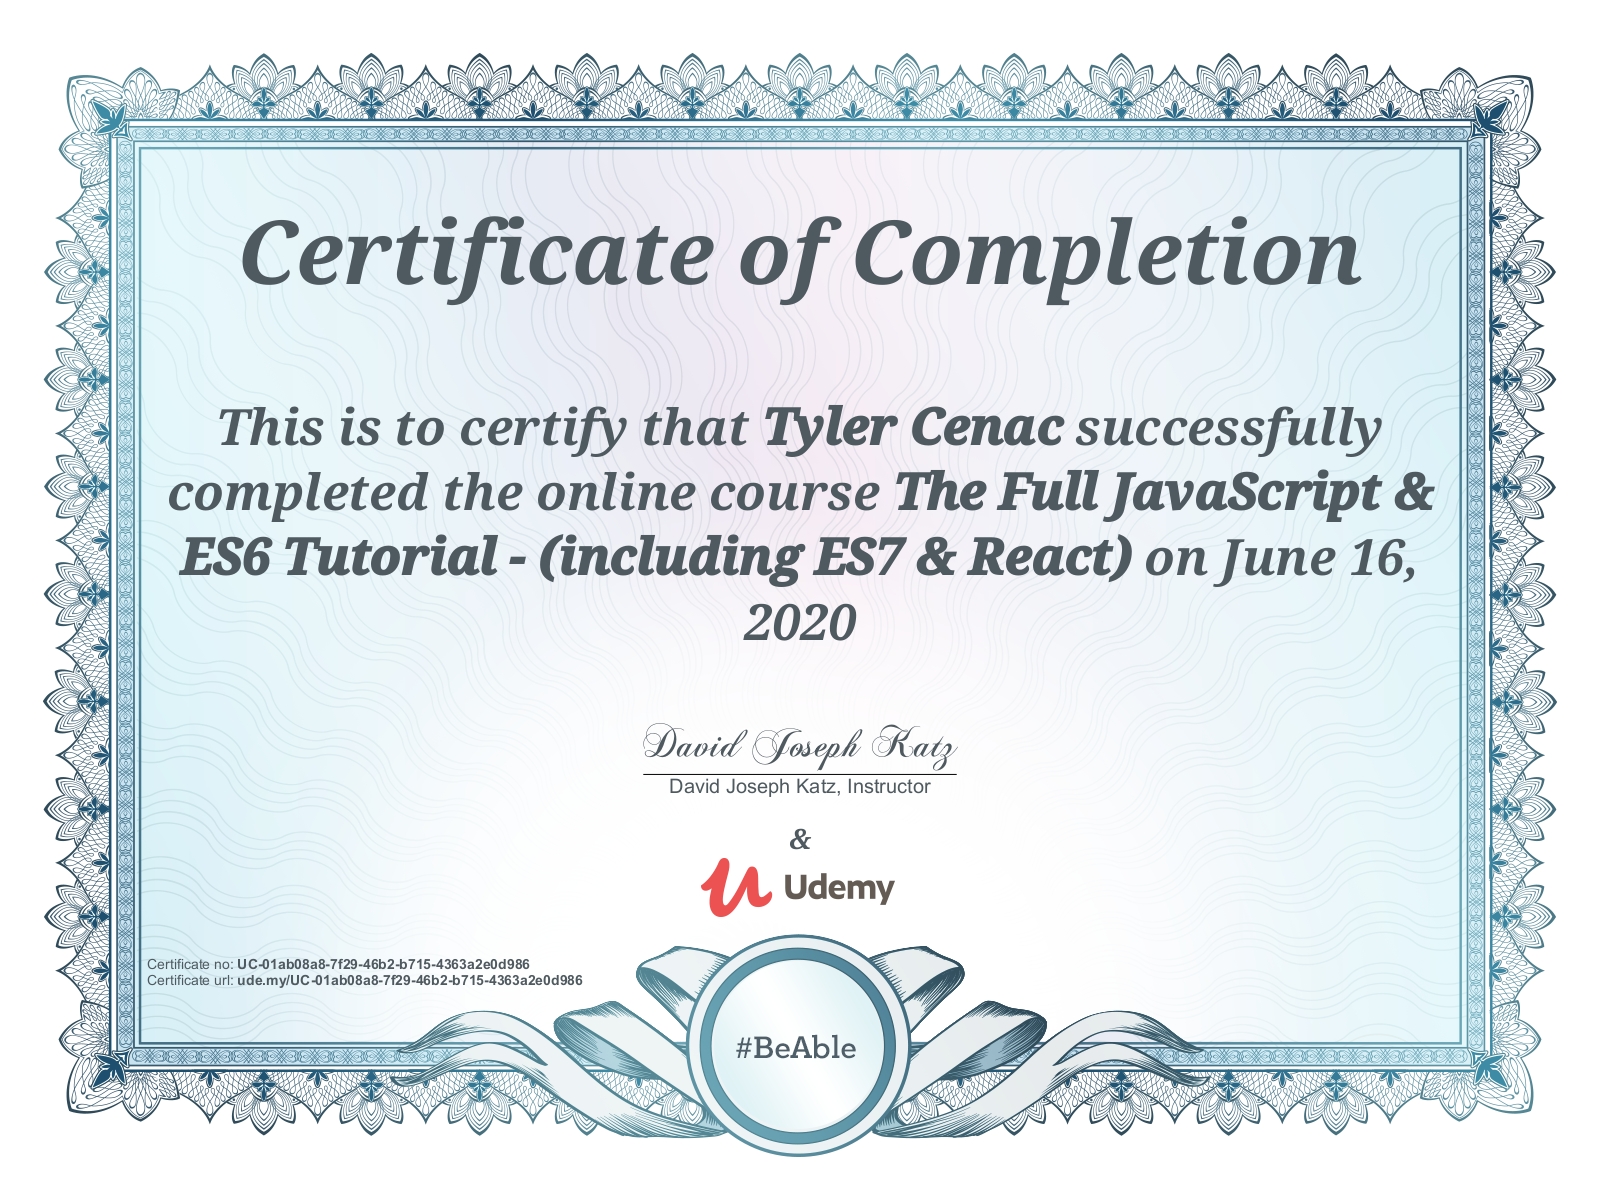 Certificate of Completion
This is to certify that Tyler Cenac successfully
completed the online course The Full JavaScript &
ES6 Tutorial - (including ES7 & React) on June 16,
2020
David Joseph Katz
David Joseph Katz, Instructor
&
Udemy
Certificate no: UC-01ab08a8-7f29-46b2-b715-4363a2e0d986
Certificate url: ude.my/UC-01ab08a8-7f29-46b2-b715-4363a2e0d986
#BeAble